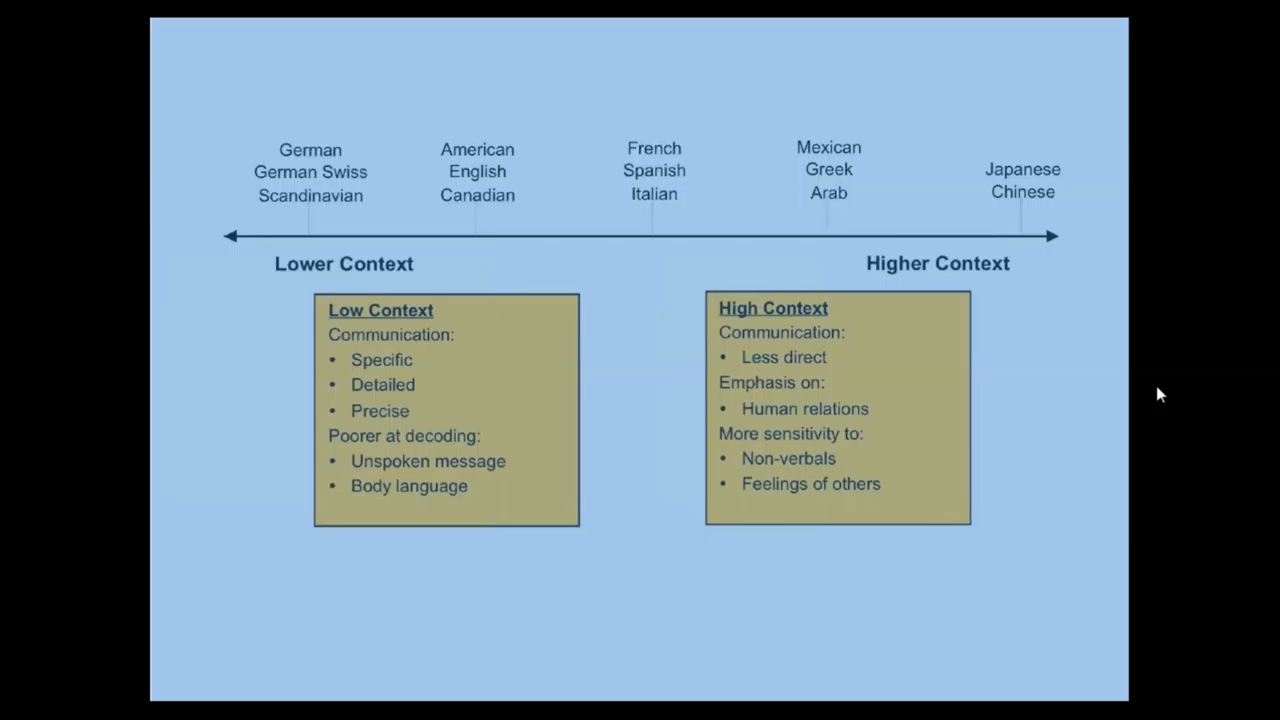 German
German Swiss
Scandinavian
American
English
Canadian
French
Spanish
Italian
Mexican
Greek
Arab
Japanese
Chinese
Lower Context
Higher Context
Low Context
Communication:
• Specific
• Detailed
• Precise
Poorer at decoding:
• Unspoken message
• Body language
High Context
Communication:
• Less direct
Emphasis on:
• Human relations
More sensitivity to:
• Non-verbals
• Feelings of others